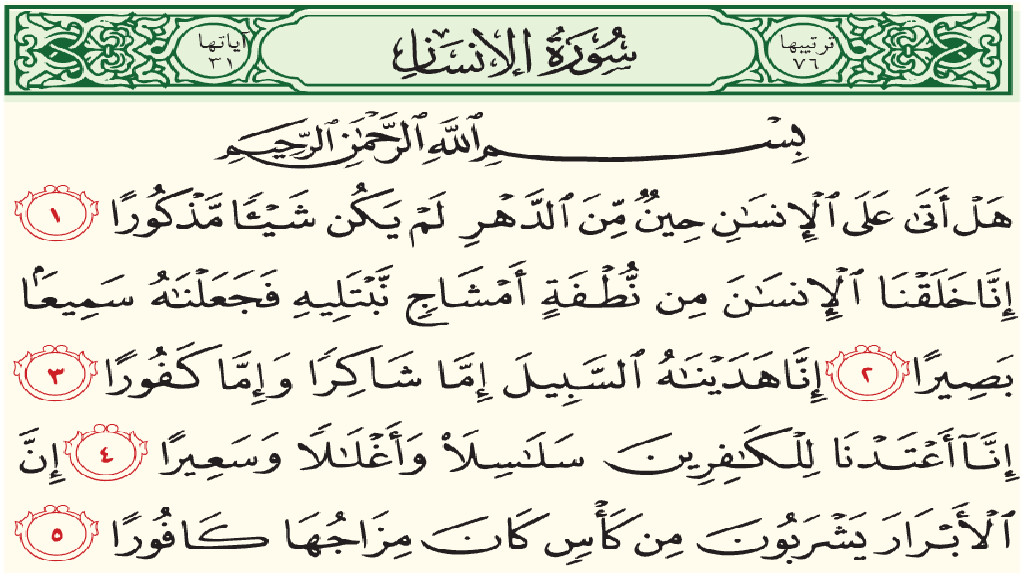 ترتيبها ٧٦
سُورَةُ الإِنسَانِ
آياتها ٣١
بِسْمِ ٱللَّهِ ٱلرَّحْمَٰنِ ٱلرَّحِيمِ
هَلْ أَتَىٰ عَلَى ٱلْإِنسَٰنِ حِينٌ مِّنَ ٱلدَّهْرِ لَمْ يَكُن شَيْـًٔا مَّذْكُورًا ١
إِنَّا خَلَقْنَا ٱلْإِنسَٰنَ مِن نُّطْفَةٍ أَمْشَاجٍ نَّبْتَلِيهِ فَجَعَلْنَٰهُ سَمِيعَۢا
بَصِيرًا ٢ إِنَّا هَدَيْنَٰهُ ٱلسَّبِيلَ إِمَّا شَاكِرًا وَإِمَّا كَفُورًا ٣
إِنَّآ أَعْتَدْنَا لِلْكَٰفِرِينَ سَلَٰسِلَا۟ وَأَغْلَٰلًا وَسَعِيرًا ٤ إِنَّ
ٱلْأَبْرَارَ يَشْرَبُونَ مِن كَأْسٍ كَانَ مِزَاجُهَا كَافُورًا ٥